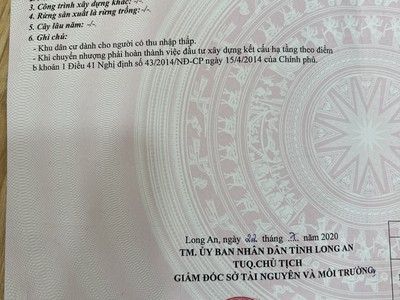 3. Công trình xây dựng khác: -/-.
4. Rừng sản xuất là rừng trồng: -/-.
5. Cây lâu năm: -/-.
6. Ghi chú:
- Khu dân cư dành cho người có thu nhập thấp.
- Khi chuyển nhượng phải hoàn thành việc đầu tư xây dựng kết cấu hạ tầng theo điểm
b khoản 1 Điều 41 Nghị định số 43/2014/NĐ-CP ngày 15/4/2014 của Chính phủ.
Long An, ngày 22 tháng 7 năm 2020
TM. ỦY BAN NHÂN DÂN TỈNH LONG AN
TUQ.CHỦ TỊCH
GIÁM ĐỐC SỞ TÀI NGUYÊN VÀ MÔI TRƯỜNG